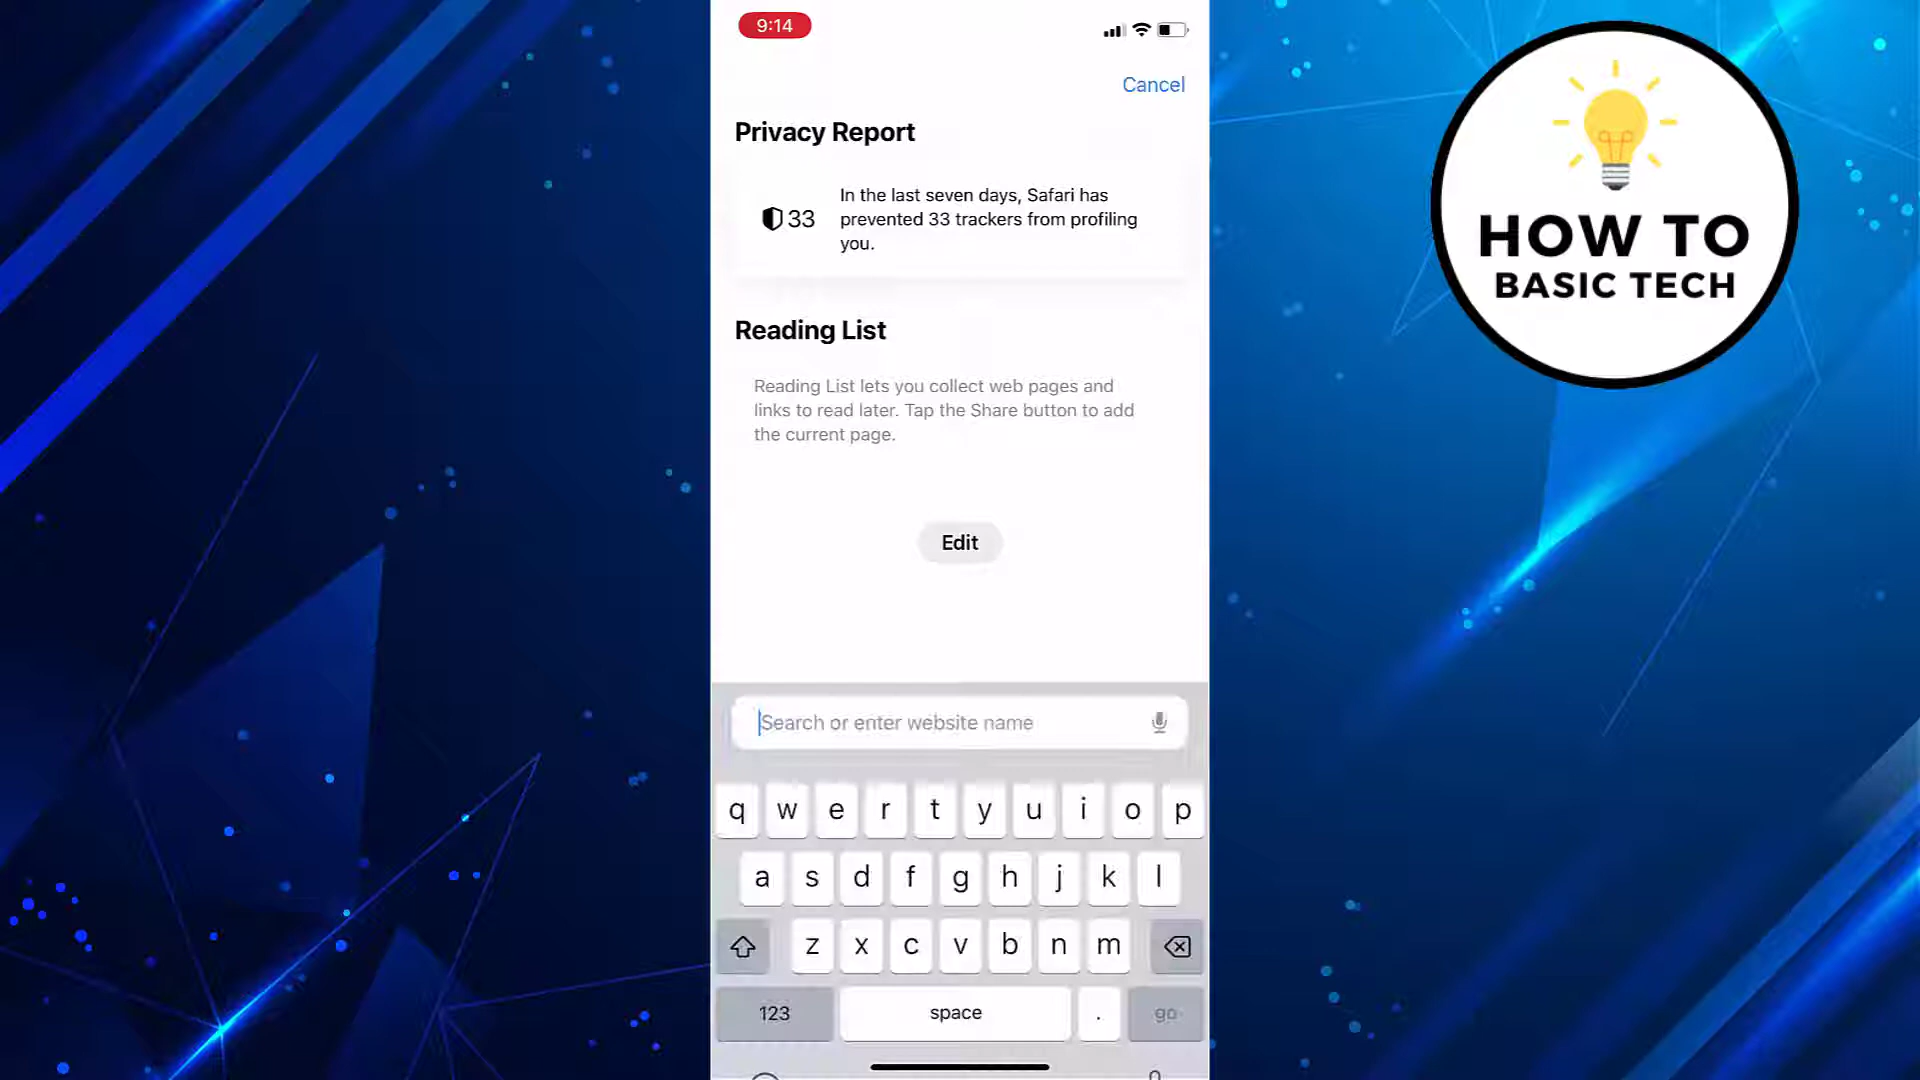 9:14
Cancel
Privacy Report
33
In the last seven days, Safari has
prevented 33 trackers from profiling
you.
Reading List
Reading List lets you collect web pages and
links to read later. Tap the Share button to add
the current page.
Edit
Search or enter website name
q w e r t y u i o p
a s d f g h j k l
z x c v b n m
123 space . go
HOW TO
BASIC TECH